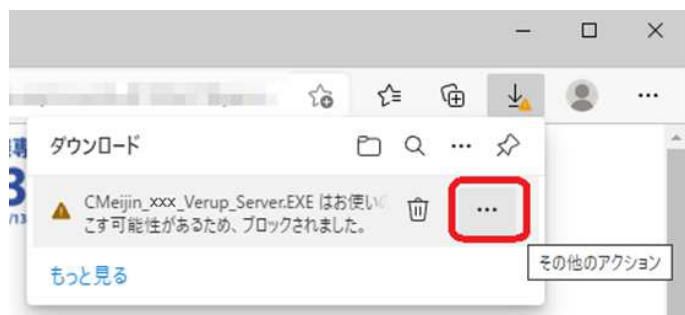 ダウンロード
CMeijin_xxx_Verup_Server.EXE はお使い
こす可能性があるため、ブロックされました。
その他のアクション
もっと見る